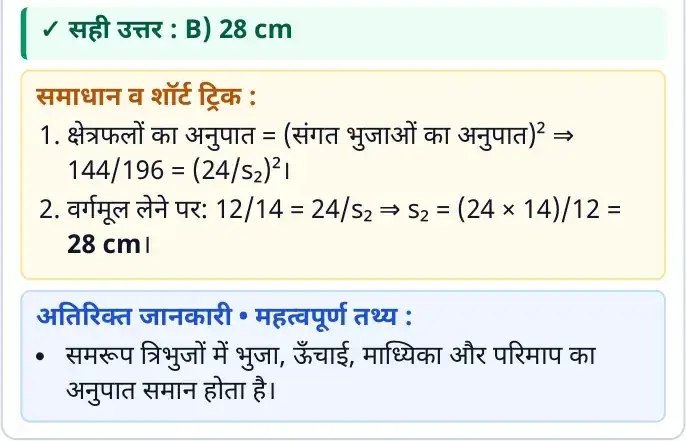 ✓ सही उत्तर : B) 28 cm
समाधान व शॉर्ट ट्रिक :
1. क्षेत्रफलों का अनुपात = (संगत भुजाओं का अनुपात)² ⇒
144/196 = (24/s₂)²।
2. वर्गमूल लेने पर: 12/14 = 24/s₂ ⇒ s₂ = (24 × 14)/12 =
28 cm।
अतिरिक्त जानकारी • महत्वपूर्ण तथ्य :
• समरूप त्रिभुजों में भुजा, ऊँचाई, माध्यिका और परिमाप का
अनुपात समान होता है।